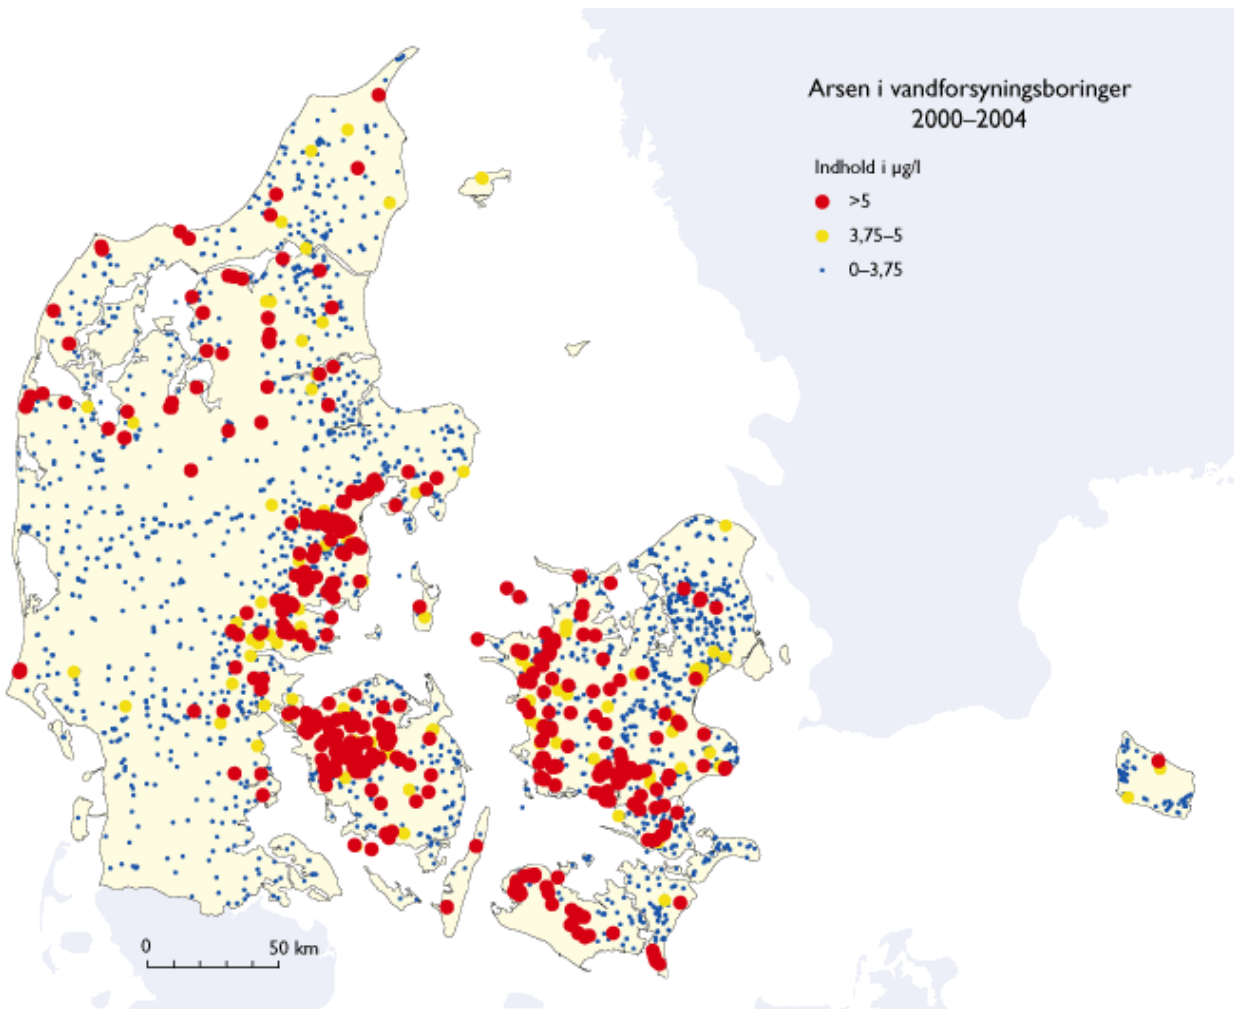 Arsen i vandforsyningsboringer
2000–2004
Indhold i µg/l
>5
3,75–5
0–3,75
0 50 km